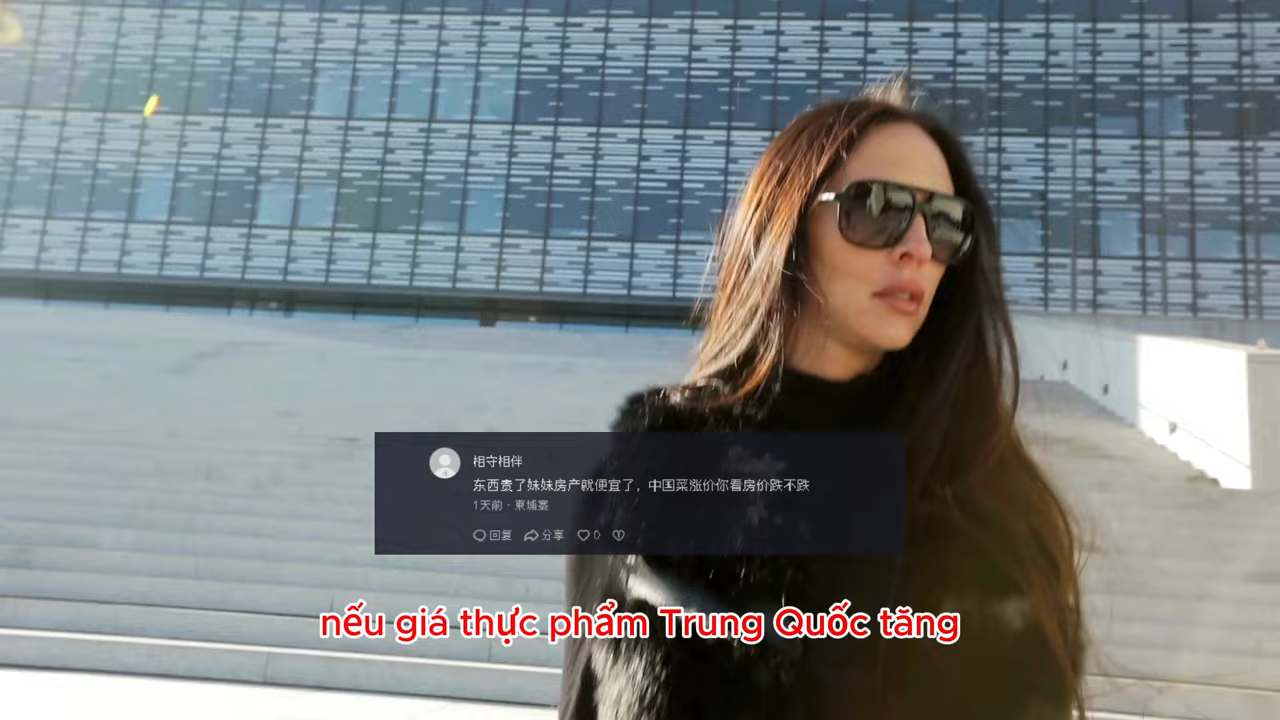 相守相伴
东西贵了妹妹房产就便宜了，中国菜涨价你看房价跌不跌
1天前·柬埔寨
回复 分享 0
nếu giá thực phẩm Trung Quốc tăng